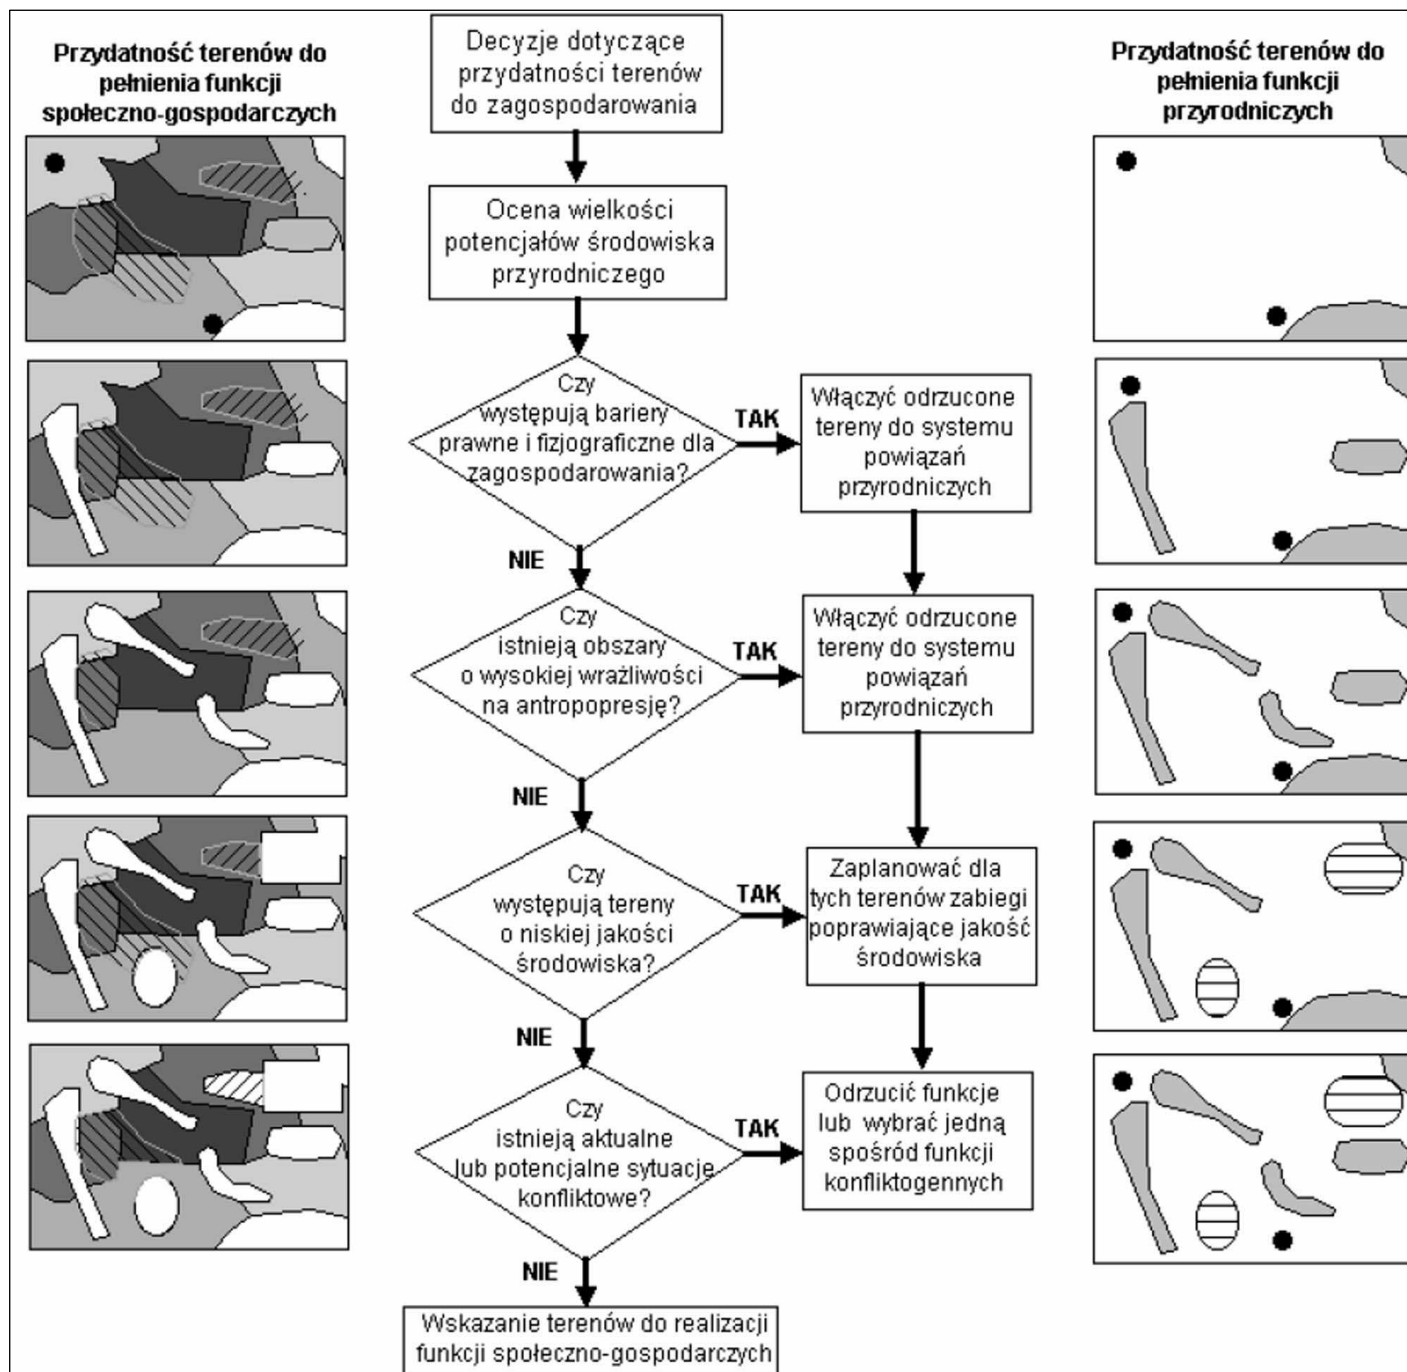 Przydatność terenów do
pełnienia funkcji
społeczno-gospodarczych
Decyzje dotyczące
przydatności terenów
do zagospodarowania
Przydatność terenów do
pełnienia funkcji
przyrodniczych
Ocena wielkości
potencjałów środowiska
przyrodniczego
Czy
występują bariery
prawne i fizjograficzne dla
zagospodarowania?
TAK
Włączyć odrzucone
tereny do systemu
powiązań
przyrodniczych
NIE
Czy
istnieją obszary
o wysokiej wrażliwości
na antropopresję?
TAK
Włączyć odrzucone
tereny do systemu
powiązań
przyrodniczych
NIE
Czy
występują tereny
o niskiej jakości
środowiska?
TAK
Zaplanować dla
tych terenów zabiegi
poprawiające jakość
środowiska
NIE
Czy
istnieją aktualne
lub potencjalne sytuacje
konfliktowe?
TAK
Odrzucić funkcje
lub wybrać jedną
spośród funkcji
konfliktogennych
NIE
Wskazanie terenów do realizacji
funkcji społeczno-gospodarczych